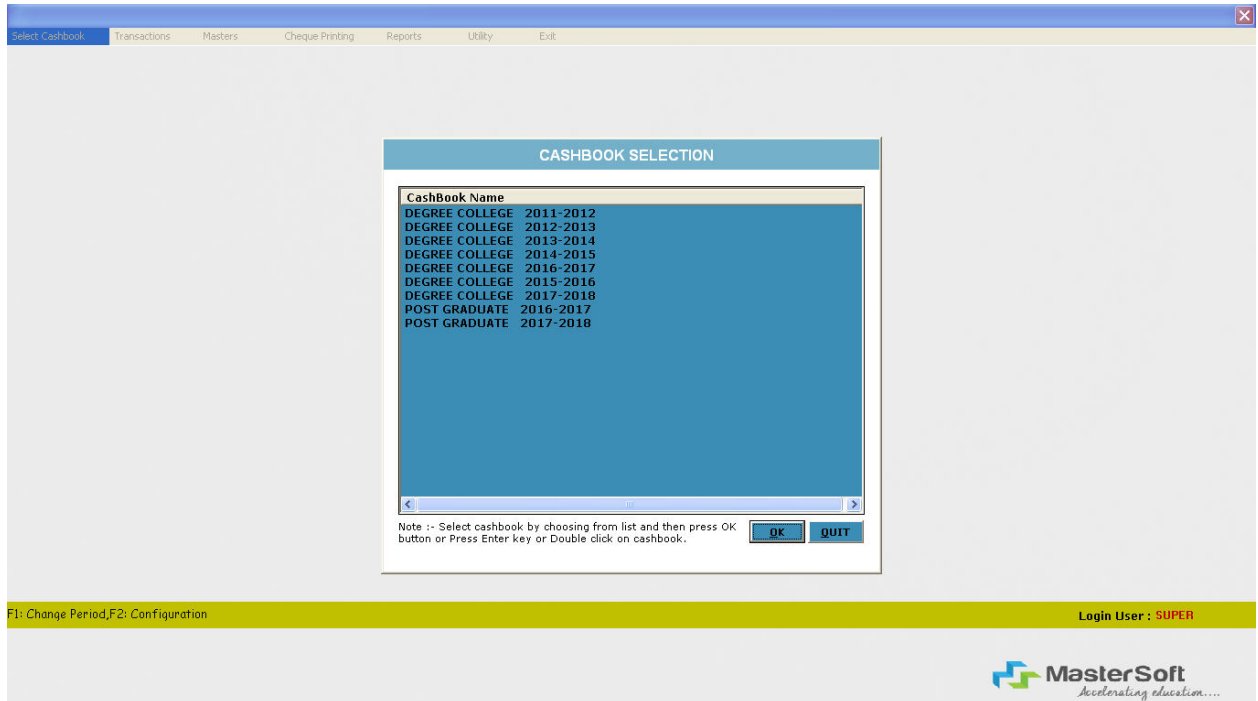 Select Cashbook Transactions Masters Cheque Printing Reports Utility Exit
CASHBOOK SELECTION
CashBook Name
DEGREE COLLEGE 2011-2012
DEGREE COLLEGE 2012-2013
DEGREE COLLEGE 2013-2014
DEGREE COLLEGE 2014-2015
DEGREE COLLEGE 2016-2017
DEGREE COLLEGE 2015-2016
DEGREE COLLEGE 2017-2018
POST GRADUATE 2016-2017
POST GRADUATE 2017-2018
Note :- Select cashbook by choosing from list and then press OK
button or Press Enter key or Double click on cashbook.
OK QUIT
F1: Change Period,F2: Configuration
Login User : SUPER
MasterSoft
Accelerating education....